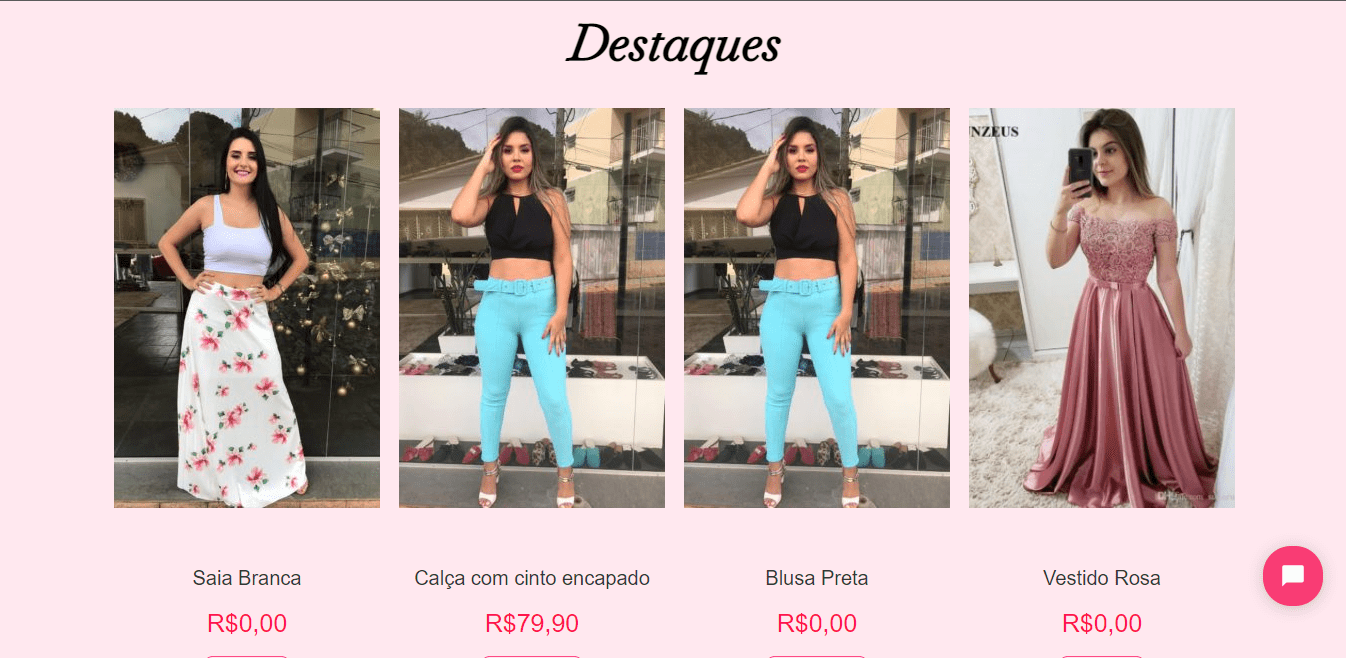 Destaques
NZEUS
Saia Branca
Calça com cinto encapado
Blusa Preta
Vestido Rosa
R$0,00
R$79,90
R$0,00
R$0,00